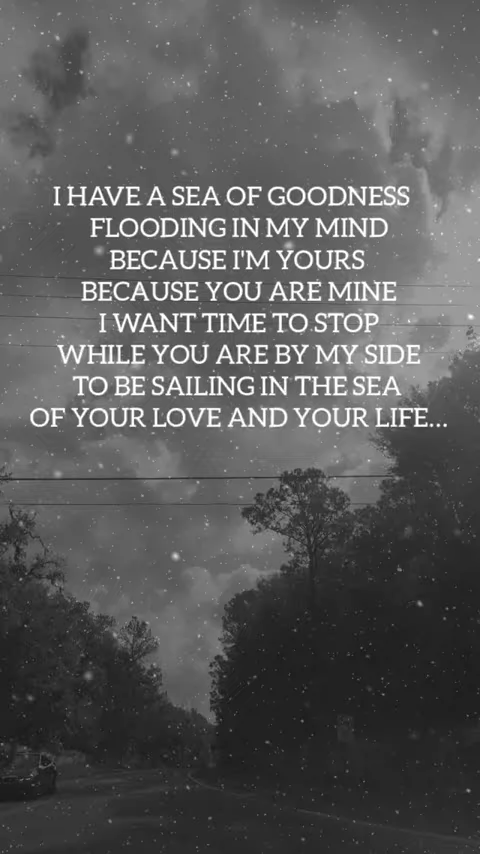 I HAVE A SEA OF GOODNESS
FLOODING IN MY MIND
BECAUSE I'M YOURS
BECAUSE YOU ARE MINE
I WANT TIME TO STOP
WHILE YOU ARE BY MY SIDE
TO BE SAILING IN THE SEA
OF YOUR LOVE AND YOUR LIFE...